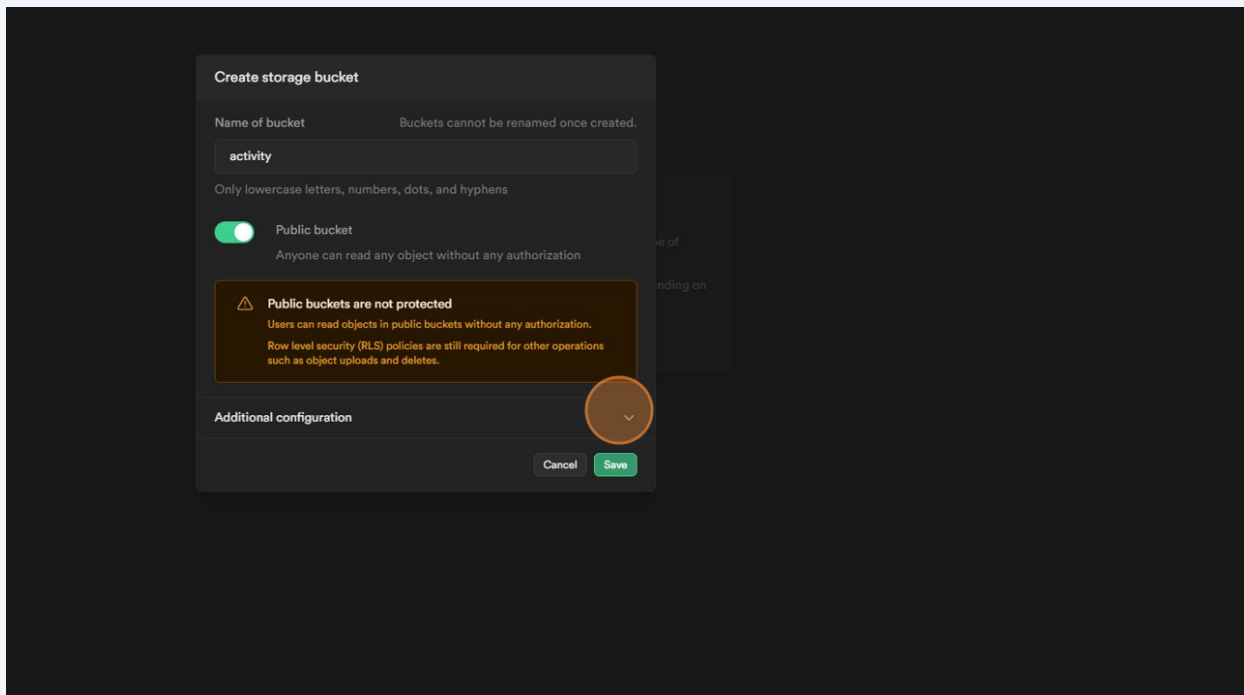 Create storage bucket
Name of bucket
Buckets cannot be renamed once created.
activity
Only lowercase letters, numbers, dots, and hyphens
Public bucket
Anyone can read any object without any authorization
Public buckets are not protected
Users can read objects in public buckets without any authorization.
Row level security (RLS) policies are still required for other operations
such as object uploads and deletes.
Additional configuration
Cancel
Save
of
on